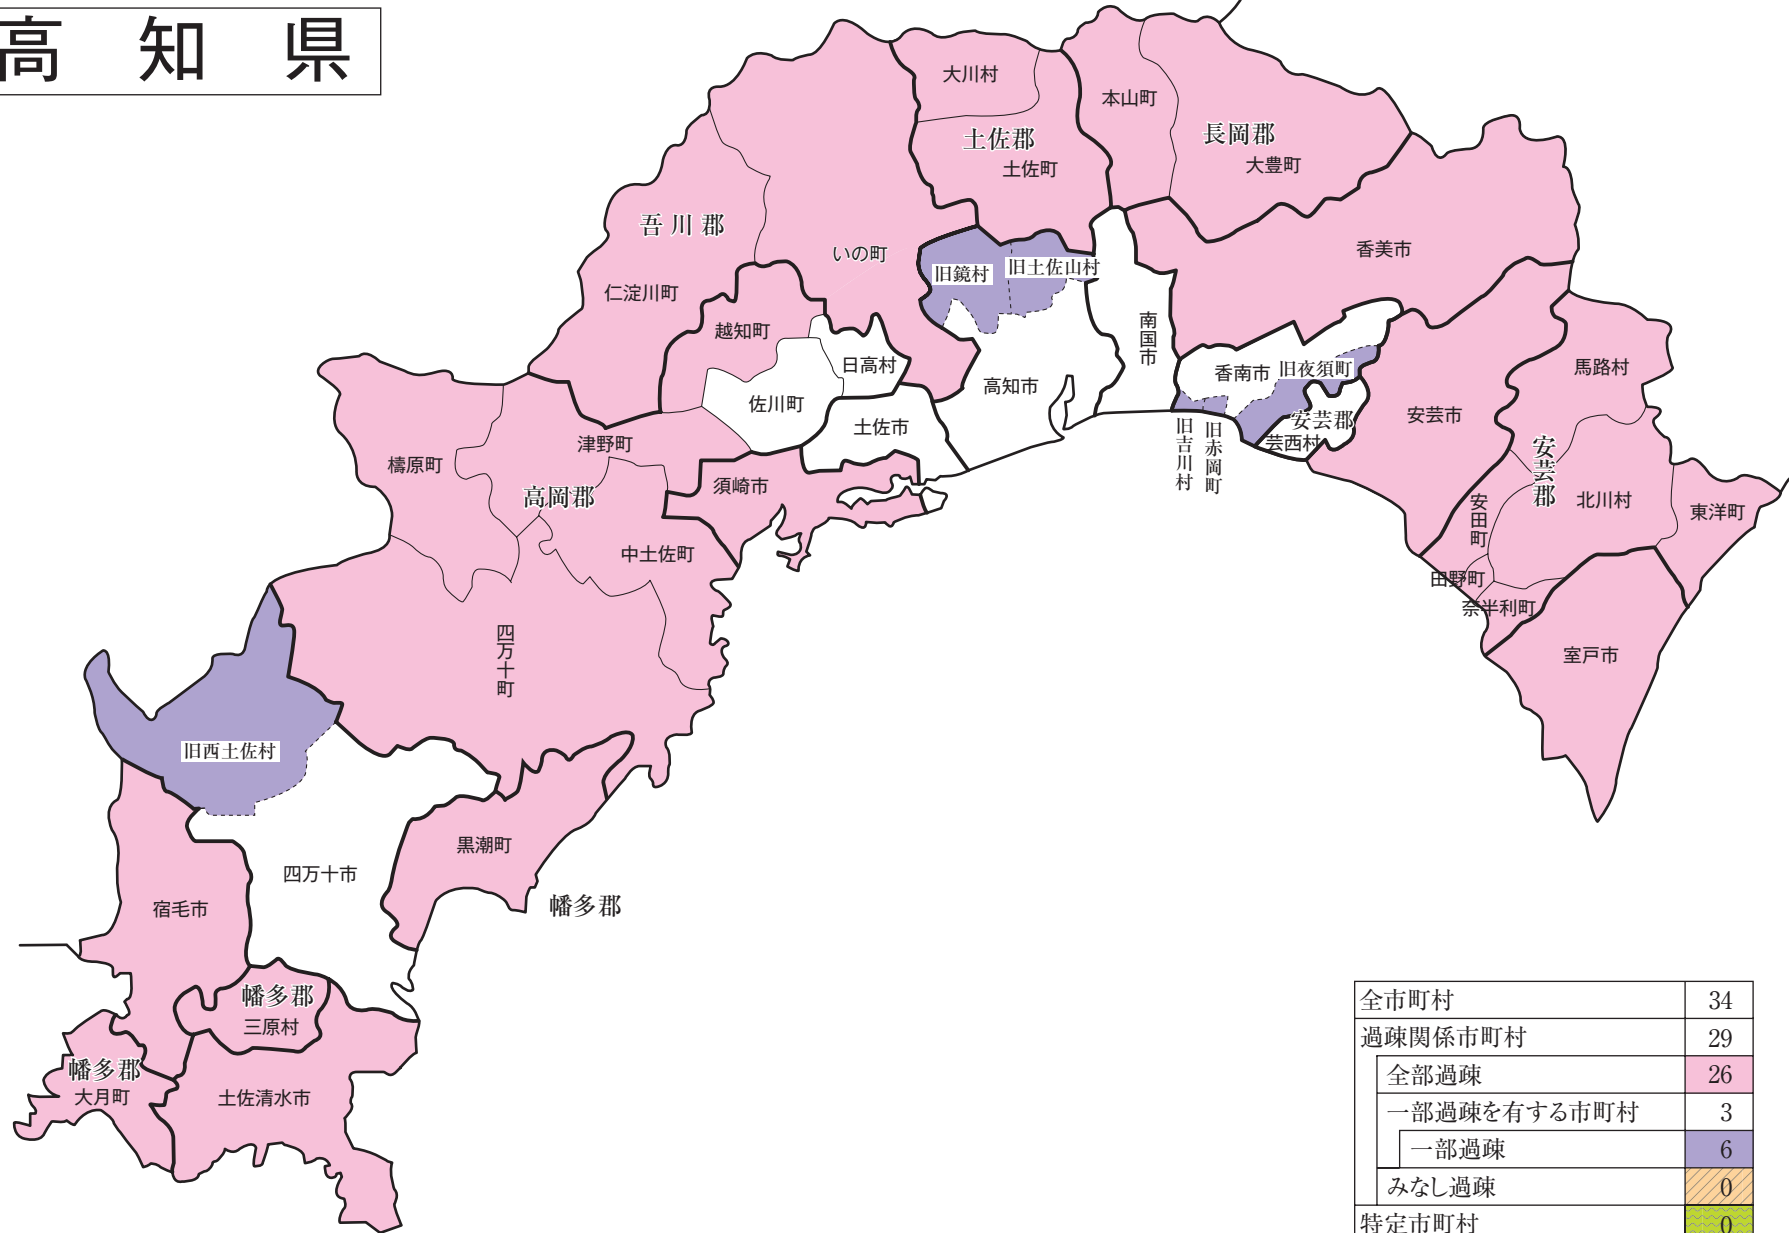 高知県
大川村
本山町
土佐郡
長岡郡
土佐町
大豊町
吾川郡
いの町
香美市
旧鏡村
旧土佐山村
仁淀川町
越知町
南国市
日高村
馬路村
香南市
旧夜須町
高知市
佐川町
安芸市
安芸郡
土佐市
芸西村
津野町
旧吉川村
旧赤岡町
安芸郡
檮原町
須崎市
高岡郡
安田町
北川村
東洋町
中土佐町
田野町
奈半利町
四万十町
室戸市
旧西土佐村
黒潮町
四万十市
幡多郡
宿毛市
幡多郡
三原村
幡多郡
大月町
土佐清水市
全市町村 34
過疎関係市町村 29
全部過疎 26
一部過疎を有する市町村 3
一部過疎 6
みなし過疎 0
特定市町村 0